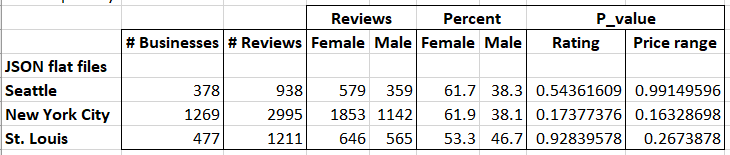 Reviews Percent P_value
# Businesses # Reviews Female Male Female Male Rating Price range
JSON flat files
Seattle 378 938 579 359 61.7 38.3 0.54361609 0.99149596
New York City 1269 2995 1853 1142 61.9 38.1 0.17377376 0.16328698
St. Louis 477 1211 646 565 53.3 46.7 0.92839578 0.2673878